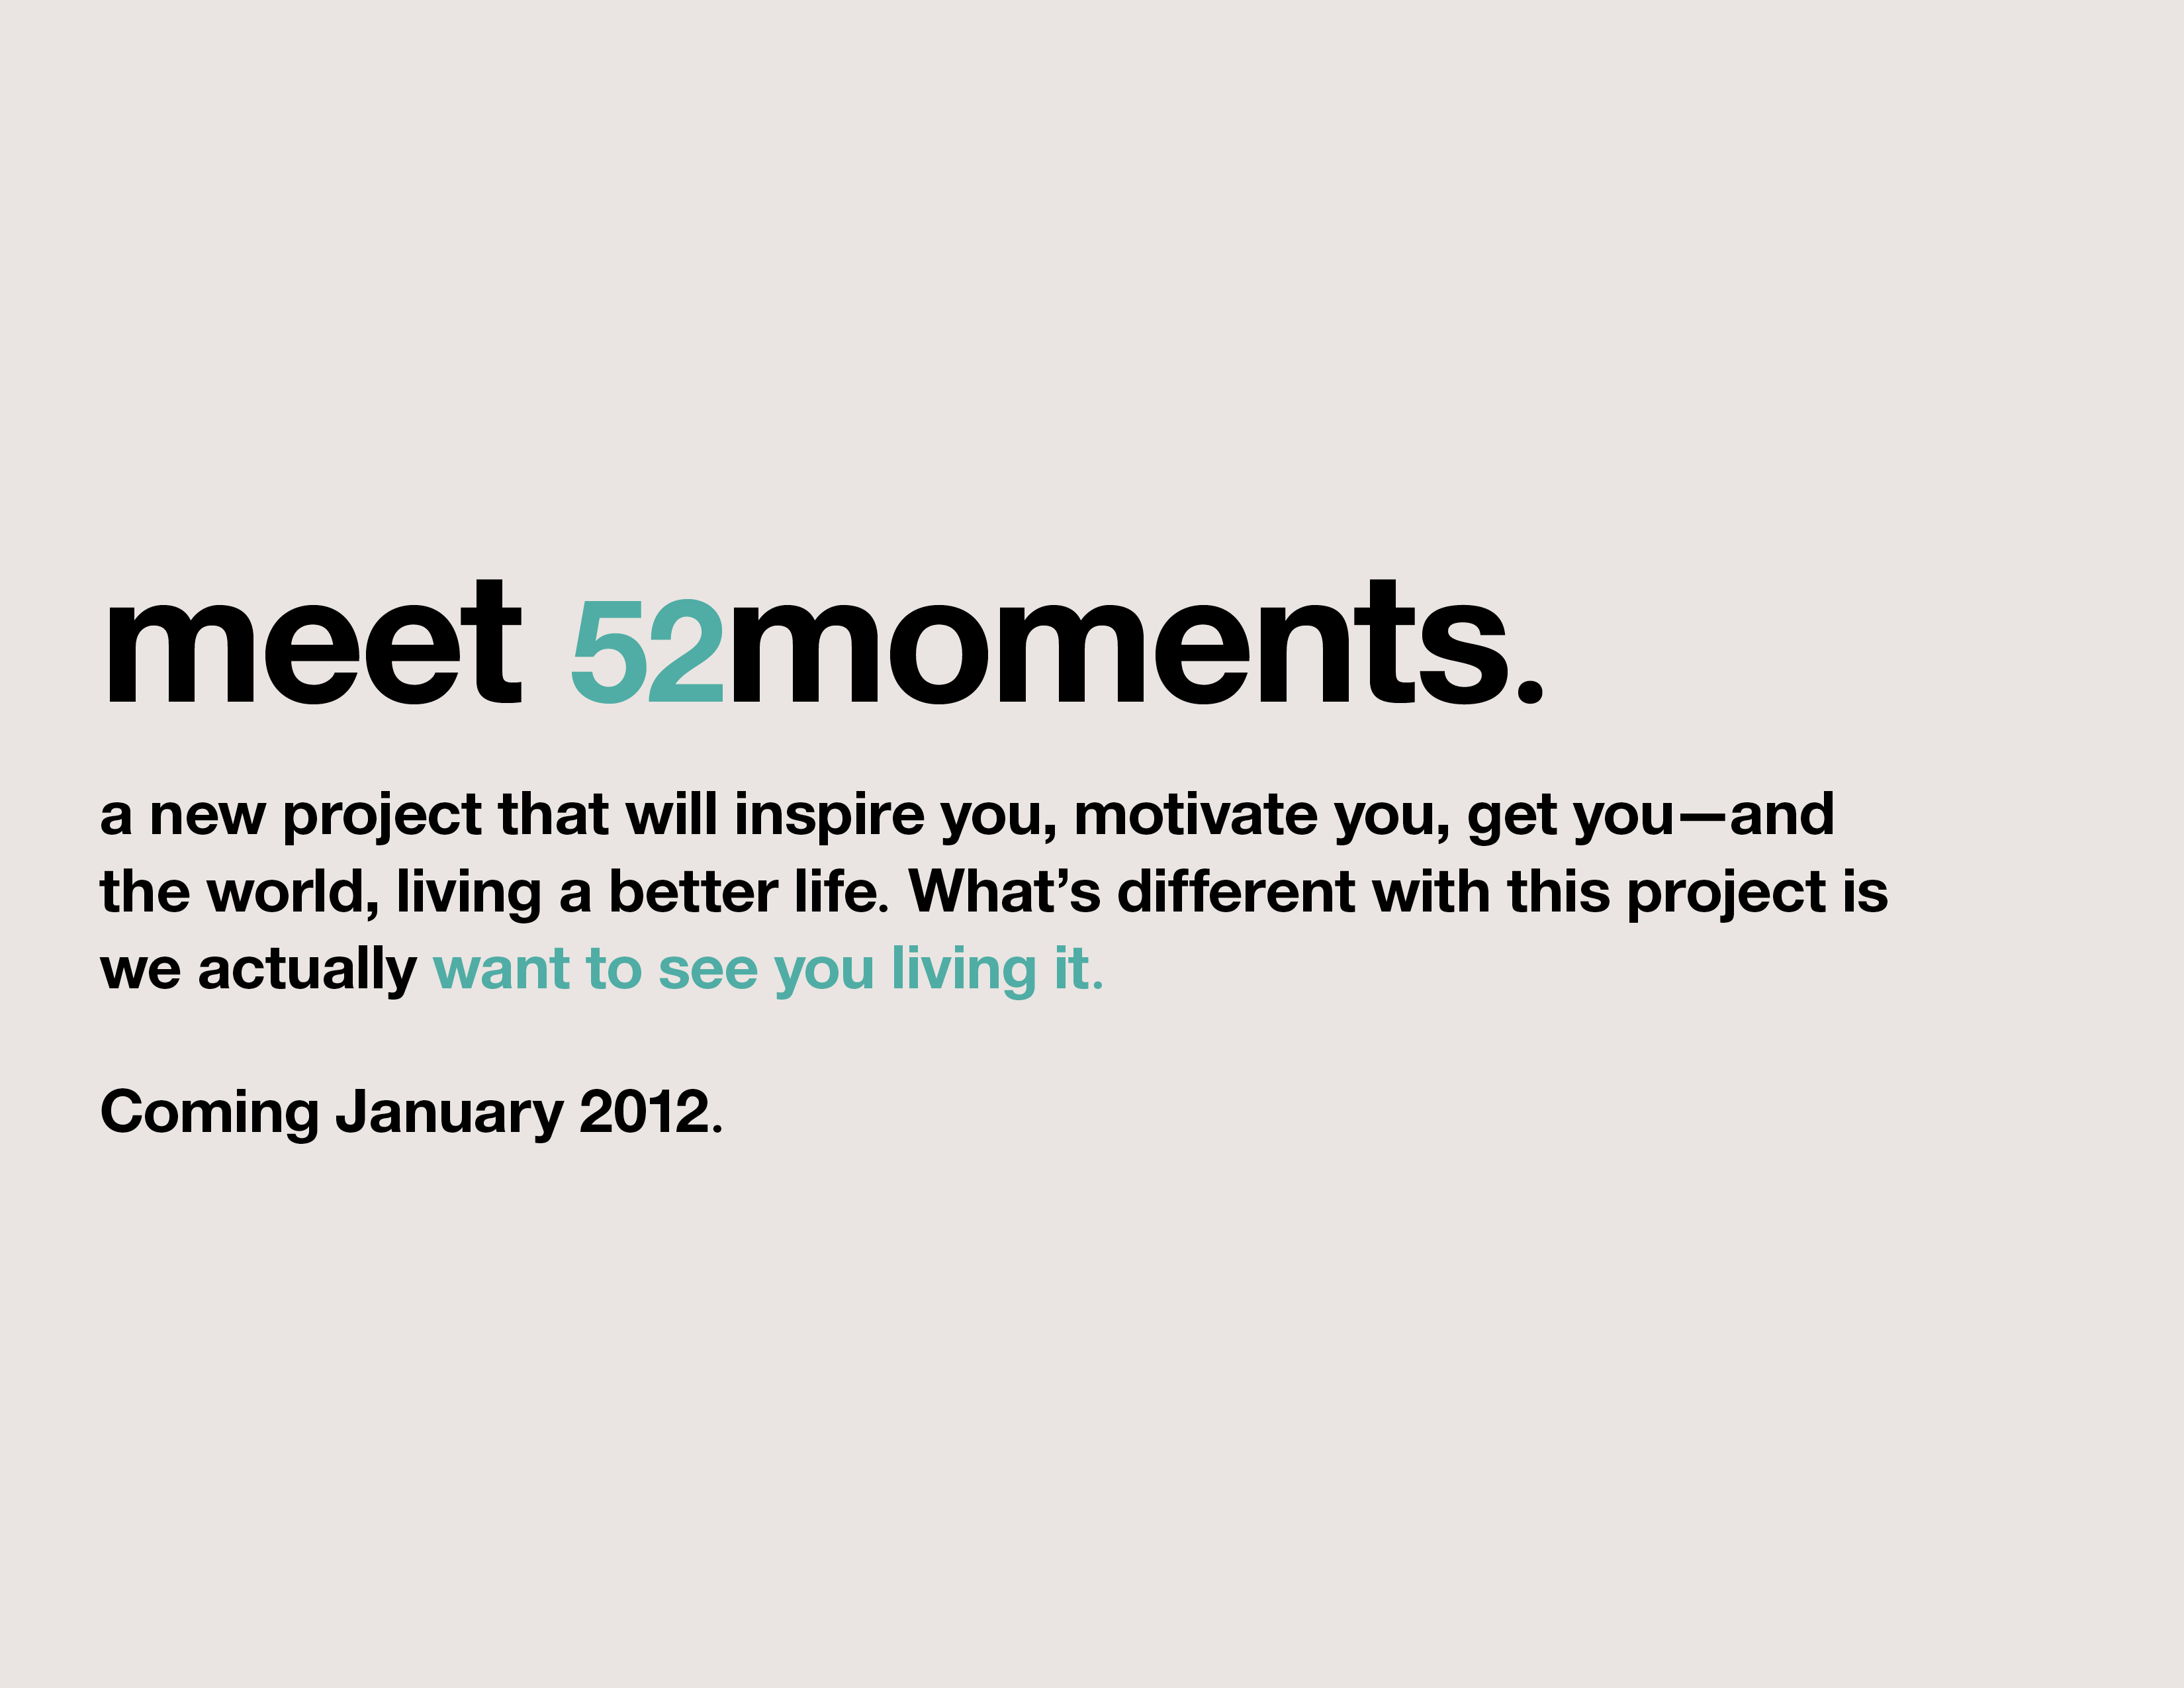 meet 52moments.
a new project that will inspire you, motivate you, get you—and
the world, living a better life. What’s different with this project is
we actually want to see you living it.
Coming January 2012.